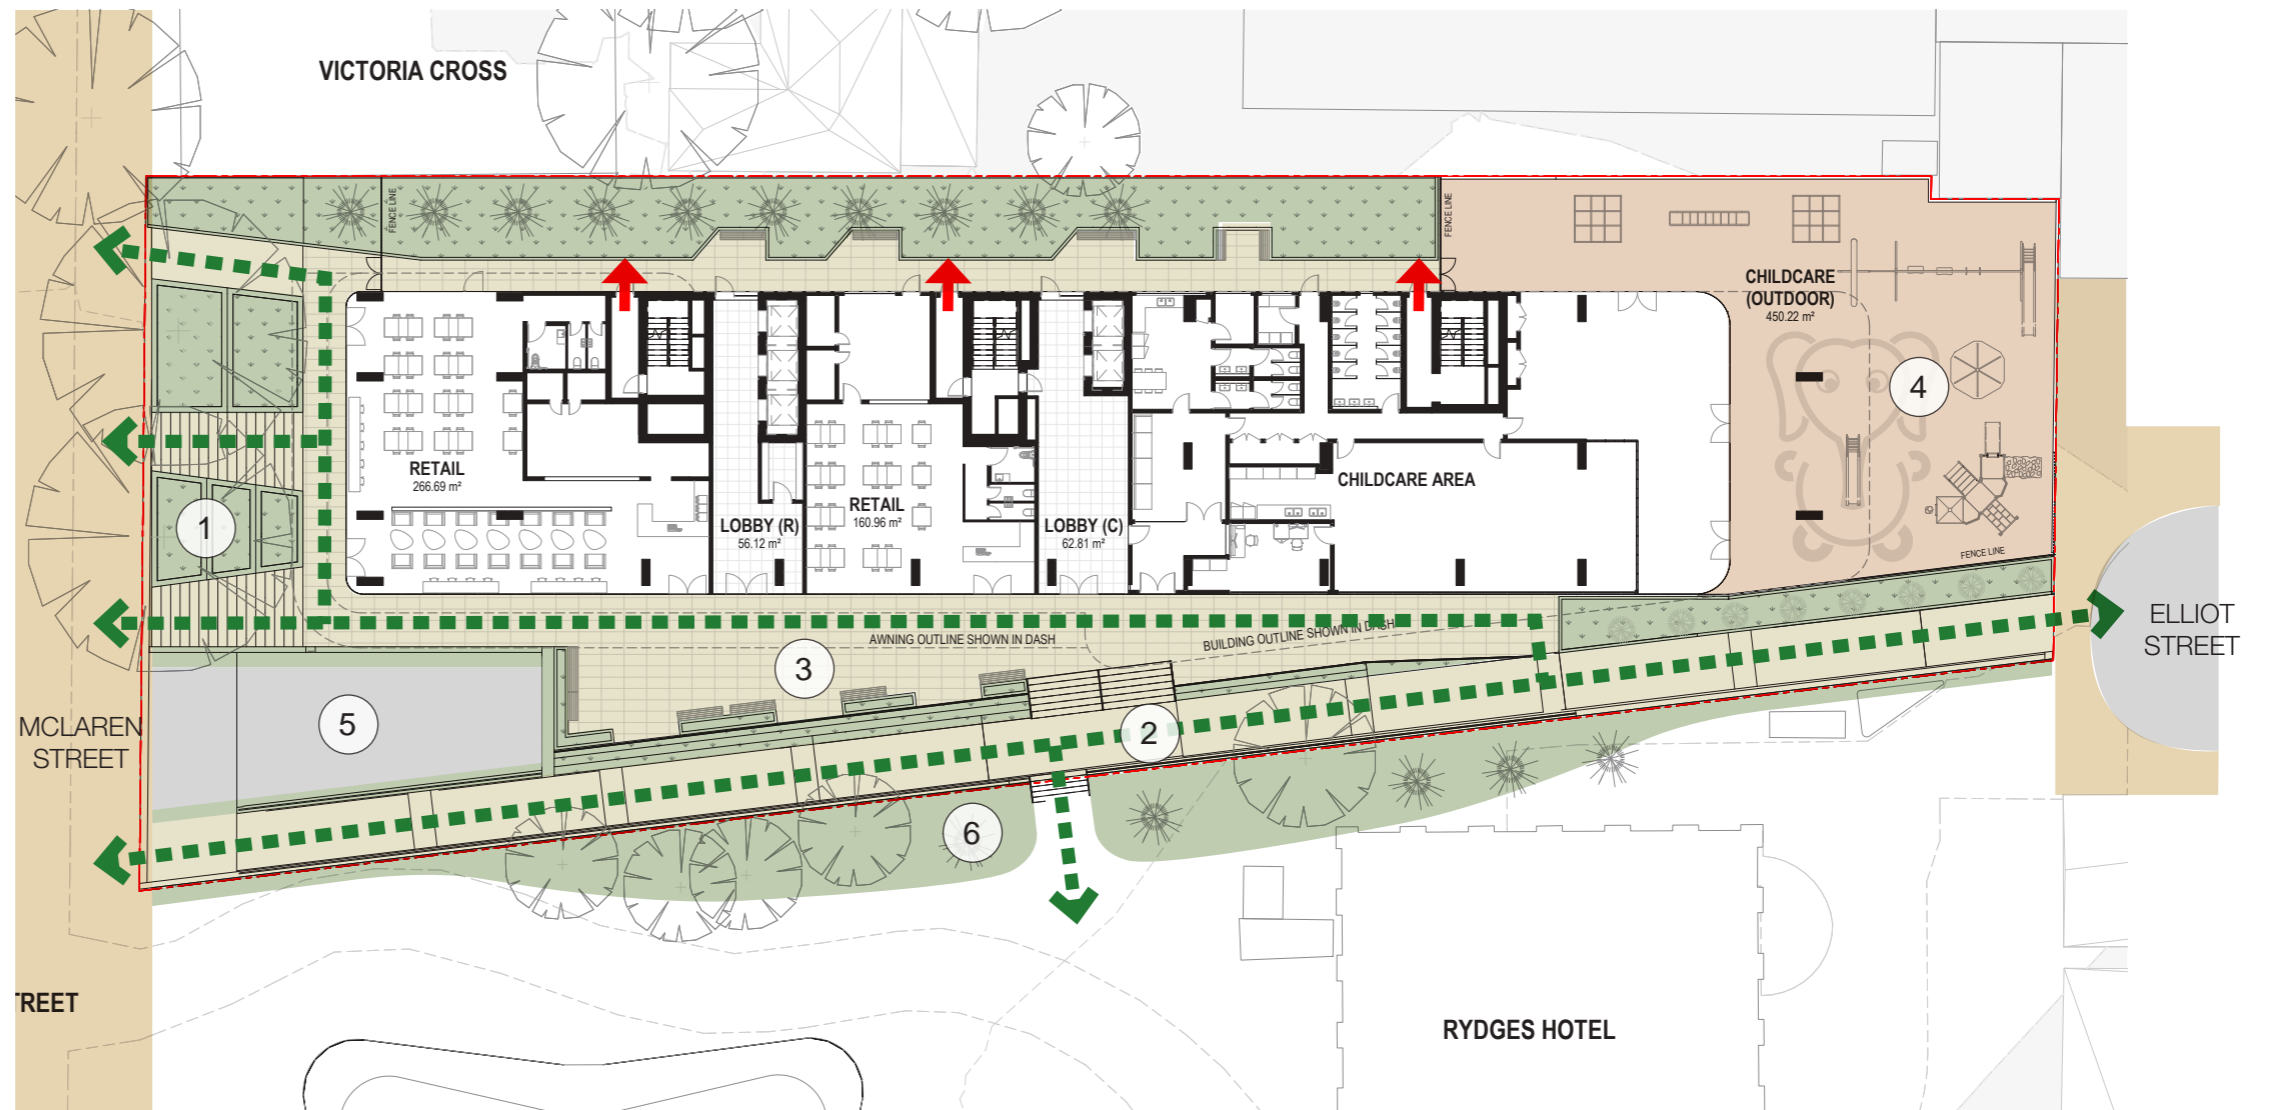 VICTORIA CROSS
FENCE LINE
FENCE LINE
CHILDCARE
(OUTDOOR)
450.22 m²
4
RETAIL
266.69 m²
CHILDCARE AREA
RETAIL
160.96 m²
LOBBY (R)
56.12 m²
LOBBY (C)
62.81 m²
1
FENCE LINE
ELLIOT
STREET
AWNING OUTLINE SHOWN IN DASH
BUILDING OUTLINE SHOWN IN DASH
3
MCLAREN
STREET
5
2
6
TREET
RYDGES HOTEL